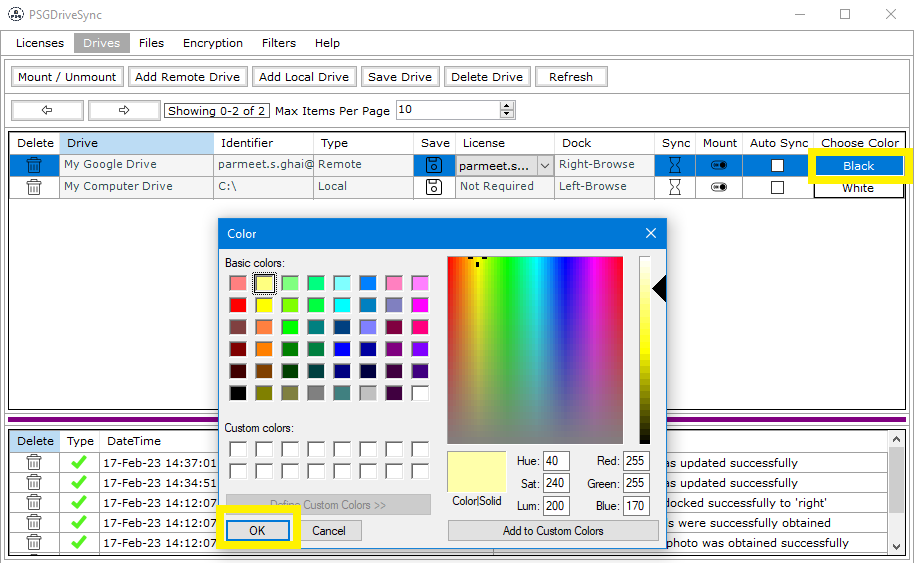 PSGDriveSync
Licenses Drives Files Encryption Filters Help
Mount / Unmount Add Remote Drive Add Local Drive Save Drive Delete Drive Refresh
Showing 0-2 of 2 Max Items Per Page 10
Delete Drive Identifier Type Save License Dock Sync Mount Auto Sync Choose Color
My Google Drive parmeet.s.ghai@ Remote parmeet.s... Right-Browse Black
My Computer Drive C:\ Local Not Required Left-Browse White
Color
Basic colors:
Custom colors:
Define Custom Colors >>
OK Cancel
Color|Solid
Hue: 40 Red: 255
Sat: 240 Green: 255
Lum: 200 Blue: 170
Add to Custom Colors
Delete Type DateTime
17-Feb-23 14:37:01 as updated successfully
17-Feb-23 14:34:51 as updated successfully
17-Feb-23 14:12:07 docked successfully to 'right'
17-Feb-23 14:12:07 s were successfully obtained
17-Feb-23 14:12:07 photo was obtained successfully